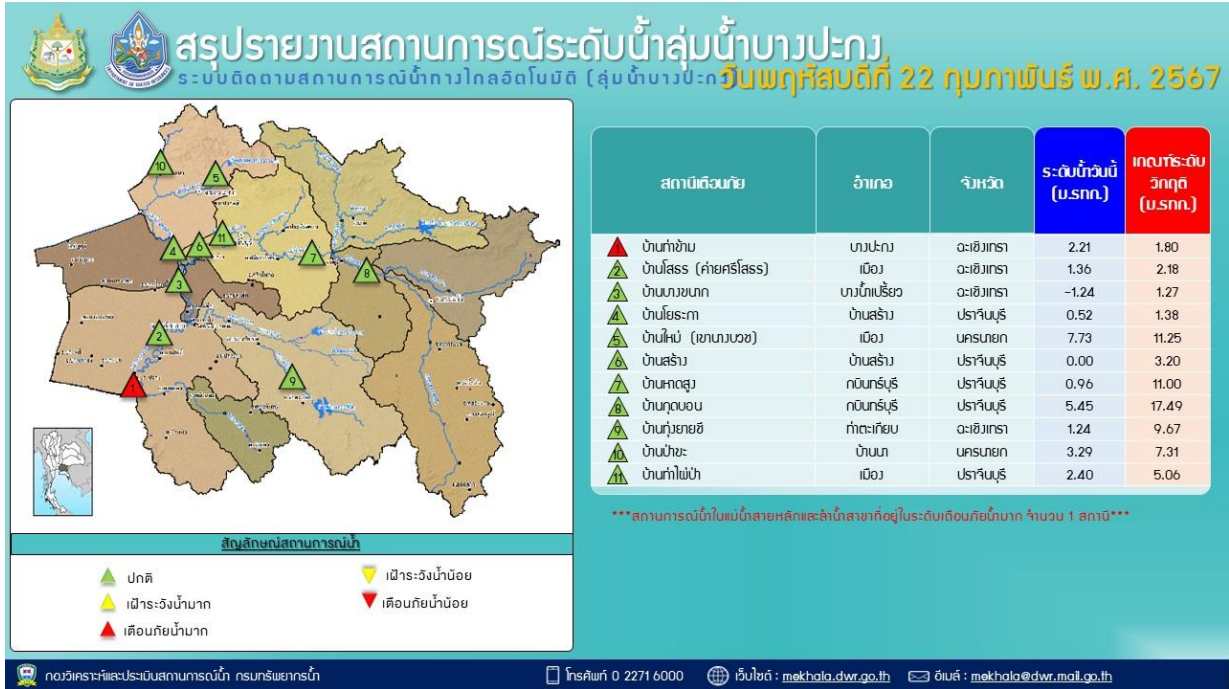 สรุปรายงานสถานการณ์ระดับน้ำลุ่มน้ำบางปะกง
ระบบติดตามสถานการณ์น้ำทางไกลอัตโนมัติ (ลุ่มน้ำบางปะกง)
วันพฤหัสบดีที่ 22 กุมภาพันธ์ พ.ศ. 2567
10
5
4
6
11
3
7
8
2
1
9
สัญลักษณ์สถานการณ์น้ำ
ปกติ
เฝ้าระวังน้ำน้อย
เฝ้าระวังน้ำมาก
เตือนภัยน้ำน้อย
เตือนภัยน้ำมาก
สถานีเตือนภัย อำเภอ จังหวัด ระดับน้ำวันนี้ (ม.รทก.) เกณฑ์ระดับวิกฤติ (ม.รทก.)
1 บ้านท่าข้าม บางปะกง ฉะเชิงเทรา 2.21 1.80
2 บ้านโสธร (ค่ายศรีโสธร) เมือง ฉะเชิงเทรา 1.36 2.18
3 บ้านบางขนาก บางน้ำเปรี้ยว ฉะเชิงเทรา -1.24 1.27
4 บ้านโยธะกา บ้านสร้าง ปราจีนบุรี 0.52 1.38
5 บ้านใหม่ (เขานางบวช) เมือง นครนายก 7.73 11.25
6 บ้านสร้าง บ้านสร้าง ปราจีนบุรี 0.00 3.20
7 บ้านหาดสูง กบินทร์บุรี ปราจีนบุรี 0.96 11.00
8 บ้านกุดบอน กบินทร์บุรี ปราจีนบุรี 5.45 17.49
9 บ้านทุ่งยายชี ท่าตะเกียบ ฉะเชิงเทรา 1.24 9.67
10 บ้านป่าขะ บ้านนา นครนายก 3.29 7.31
11 บ้านท่าไผ่ป่า เมือง ปราจีนบุรี 2.40 5.06
***สถานการณ์น้ำในแม่น้ำสายหลักและลำน้ำสาขาที่อยู่ในระดับเตือนภัยน้ำมาก จำนวน 1 สถานี***
กองวิเคราะห์และประเมินสถานการณ์น้ำ กรมทรัพยากรน้ำ
โทรศัพท์ 0 2271 6000
เว็บไซต์ : mekhala.dwr.go.th
อีเมล์ : mekhala@dwr.mail.go.th